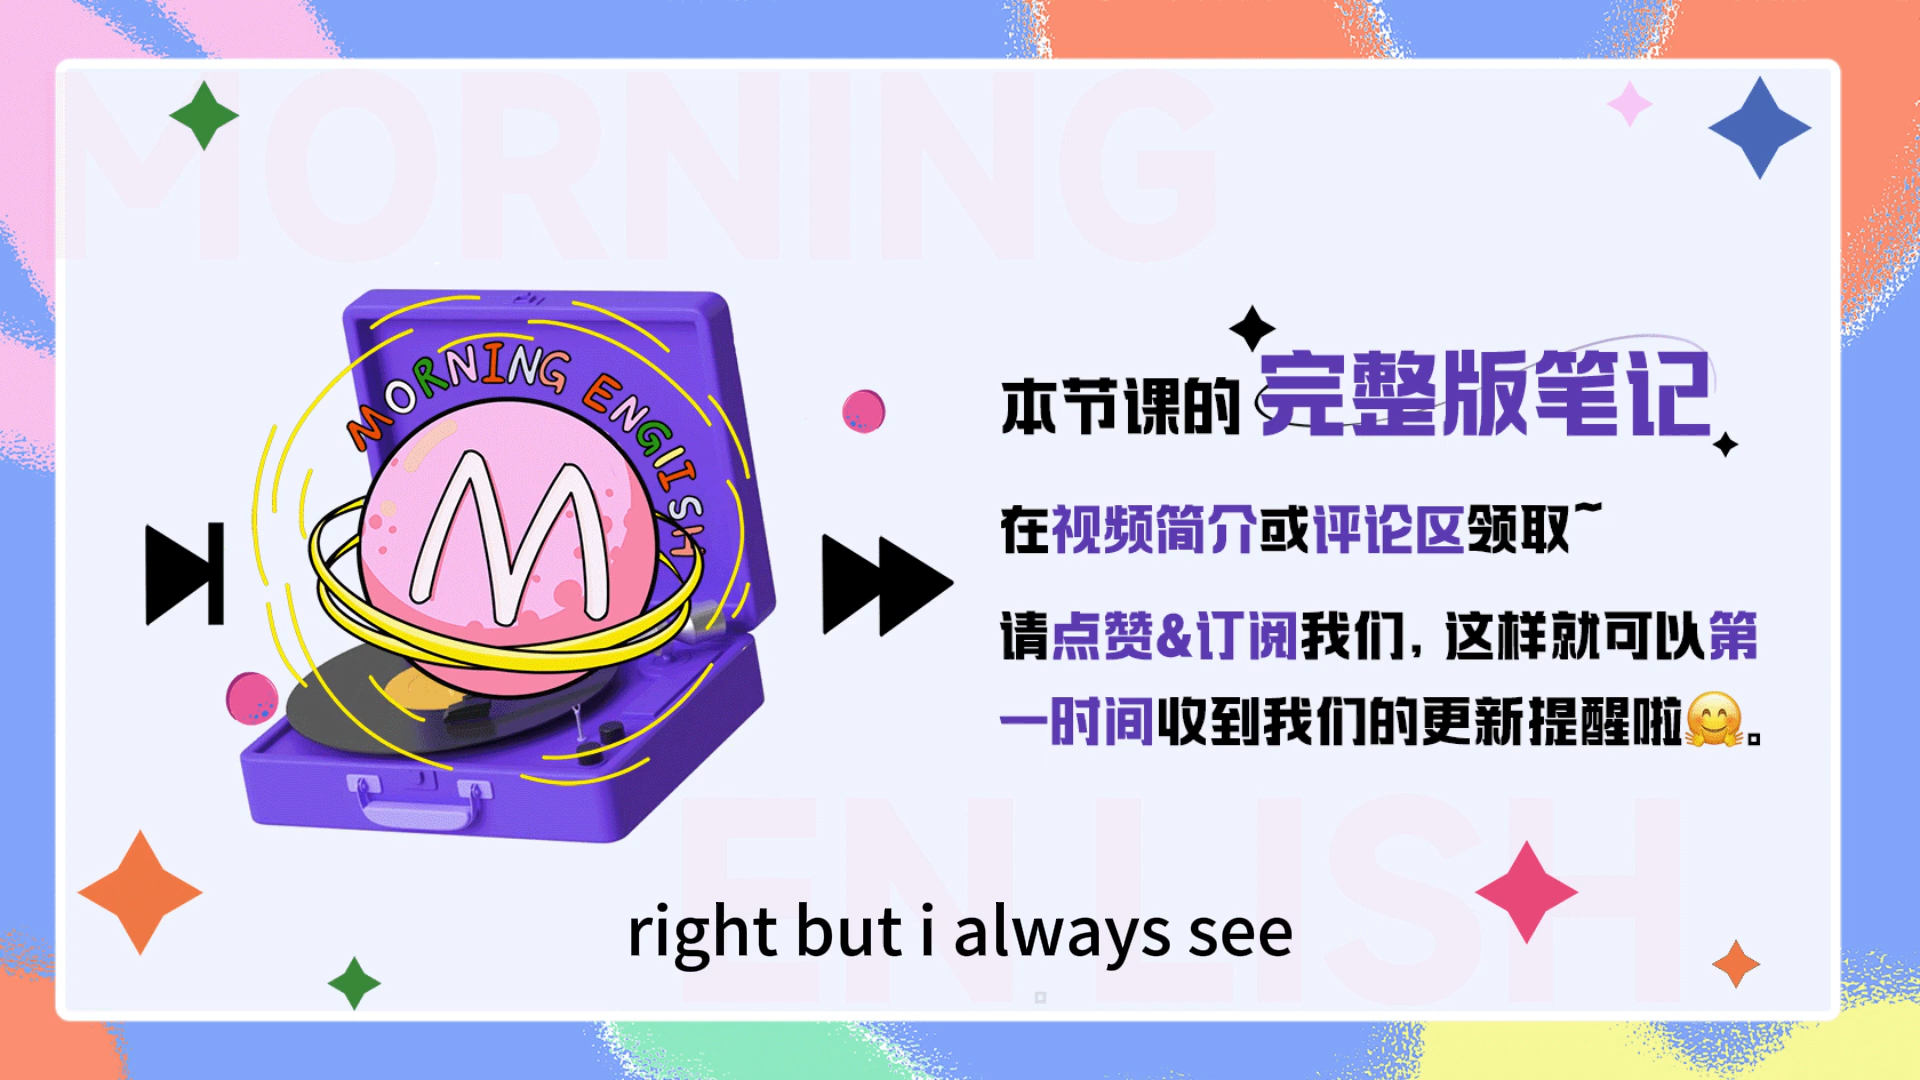 MORNING
MORNING ENGlISH
M
本节课的 完整版笔记
在视频简介或评论区领取~
请点赞&订阅我们，这样就可以第
一时间收到我们的更新提醒啦🤗。
EN LISH
right but i always see